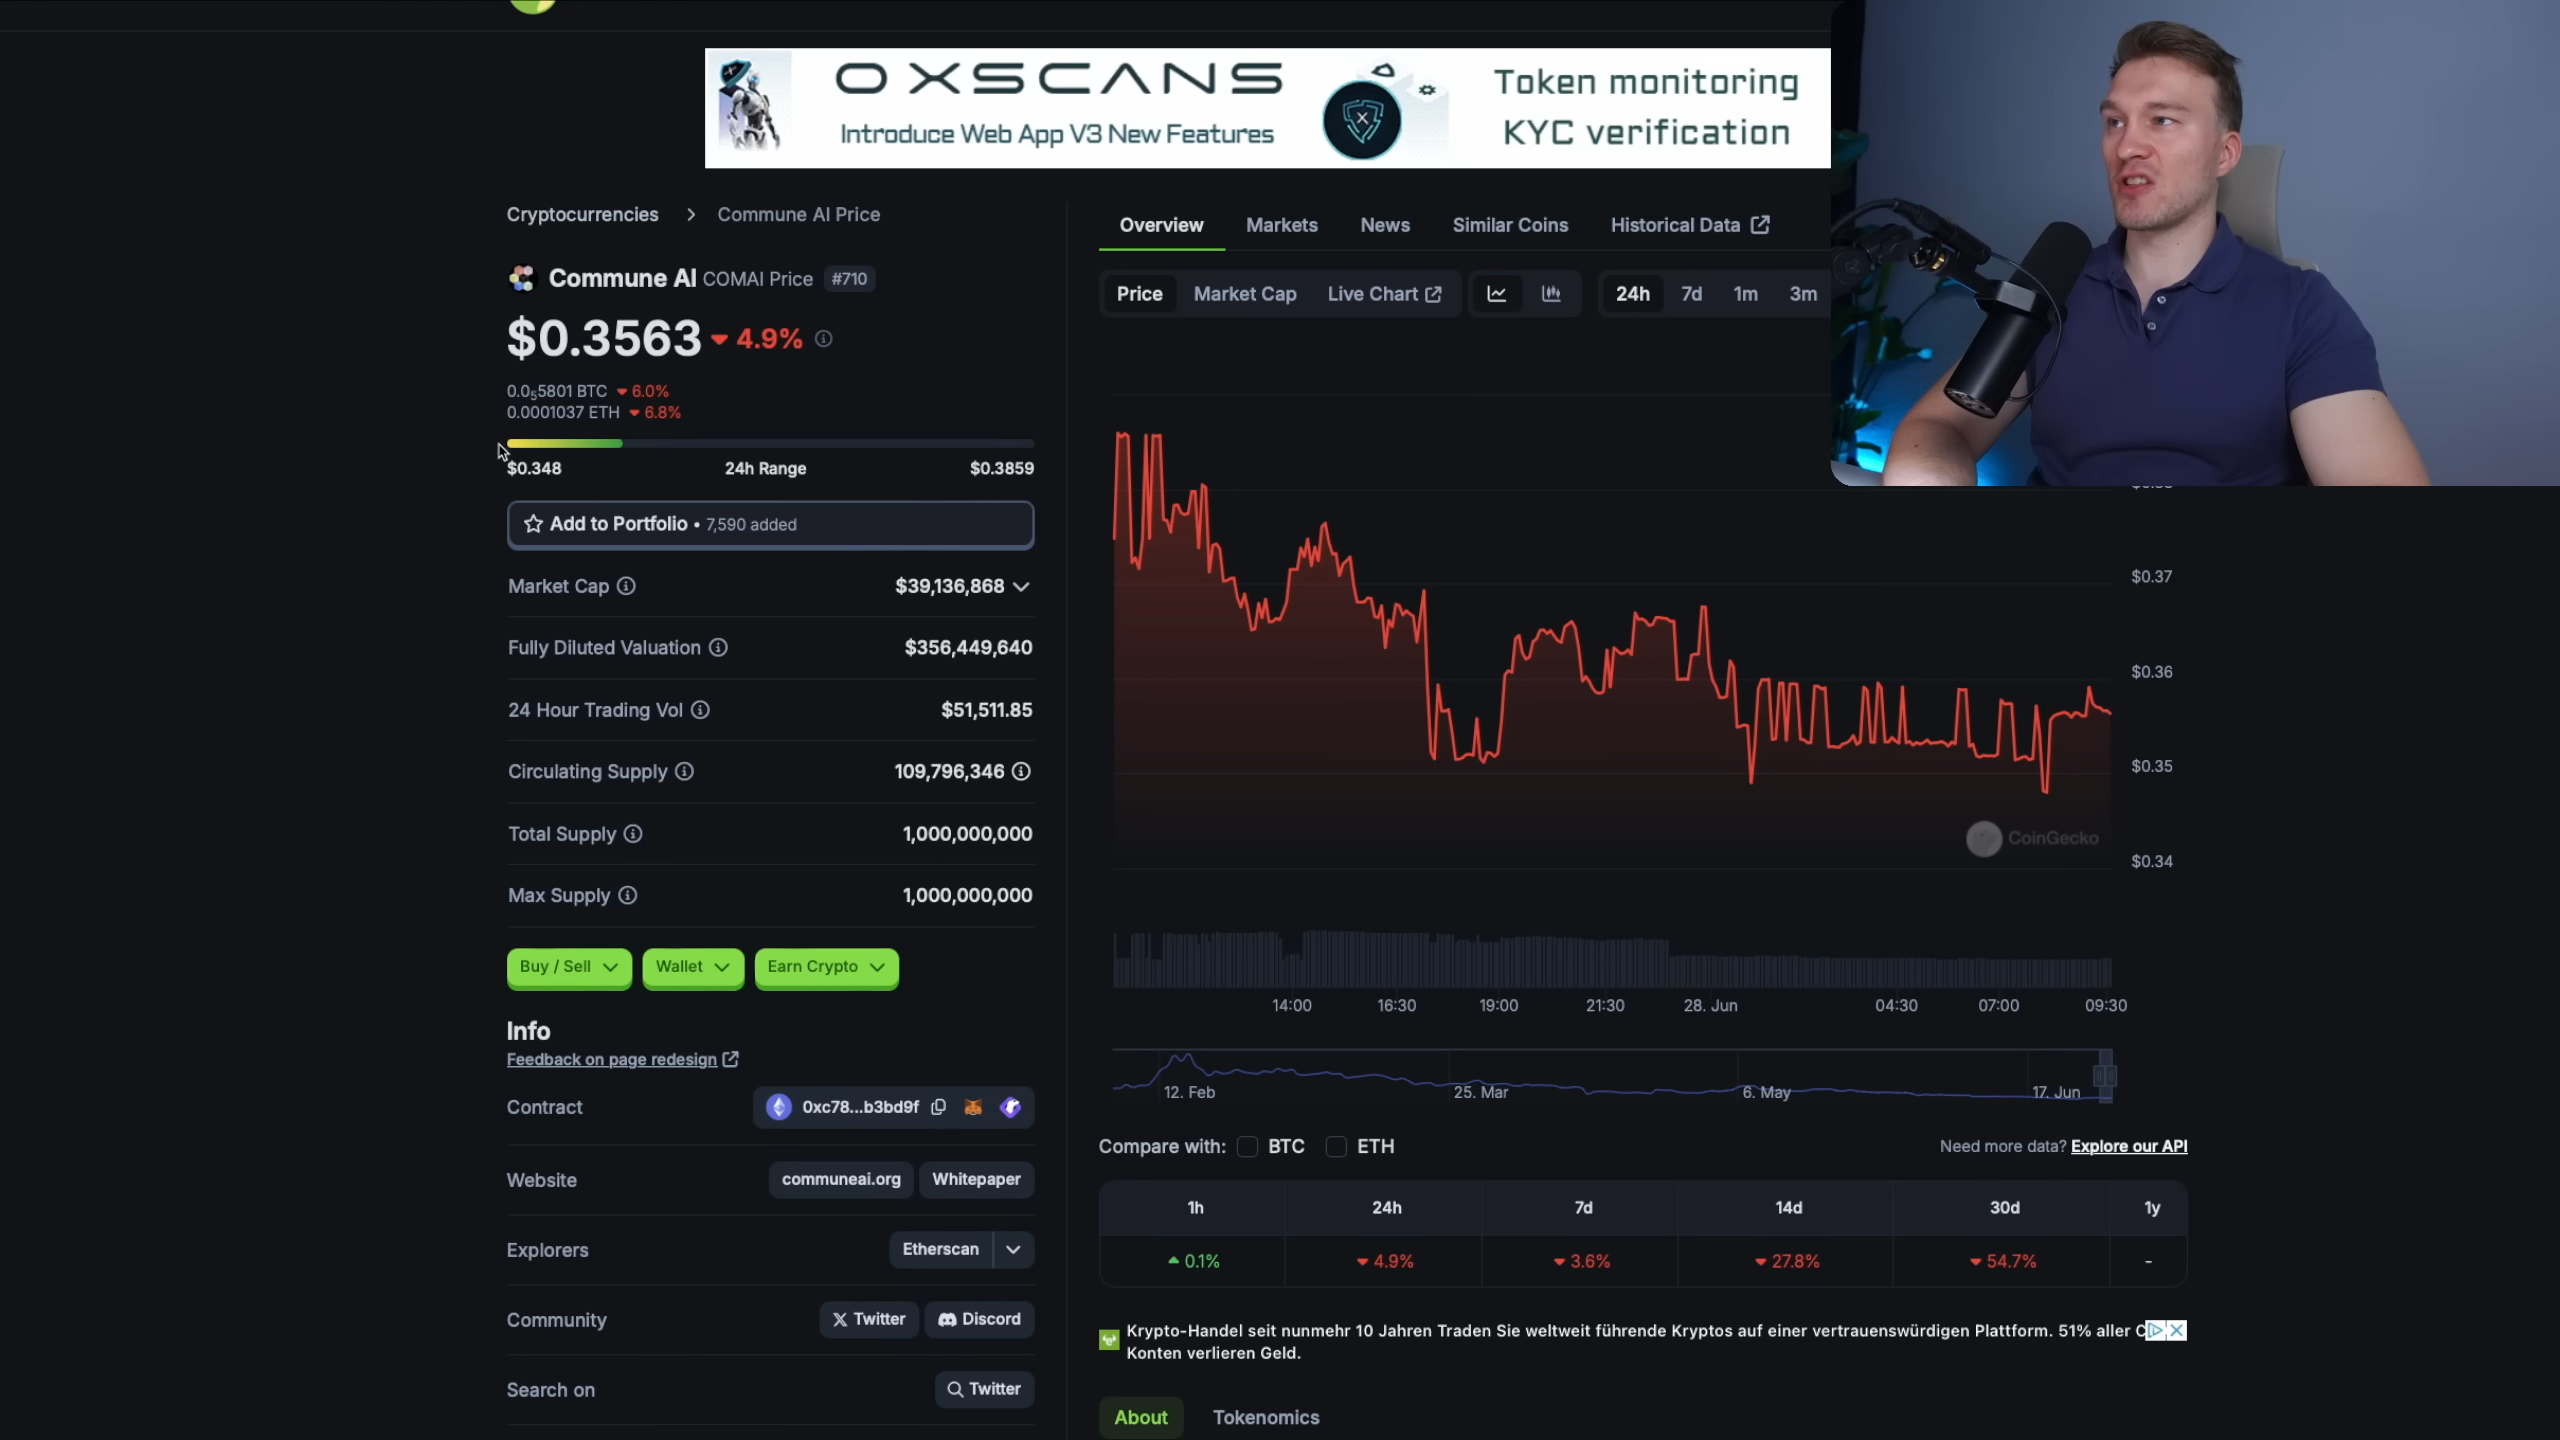 OXSCANS
Introduce Web App V3 New Features
Token monitoring
KYC verification
Cryptocurrencies > Commune AI Price
Commune AI COMAI Price #710
$0.3563 4.9%
0.0₅5801 BTC 6.0%
0.0001037 ETH 6.8%
$0.348 24h Range $0.3859
Add to Portfolio • 7,590 added
Market Cap $39,136,868
Fully Diluted Valuation $356,449,640
24 Hour Trading Vol $51,511.85
Circulating Supply 109,796,346
Total Supply 1,000,000,000
Max Supply 1,000,000,000
Buy / Sell Wallet Earn Crypto
Info
Feedback on page redesign
Contract 0xc78...b3bd9f
Website communeai.org Whitepaper
Explorers Etherscan
Community Twitter Discord
Search on Twitter
Overview Markets News Similar Coins Historical Data
Price Market Cap Live Chart 24h 7d 1m 3m
$0.37
$0.36
$0.35
CoinGecko
$0.34
14:00 16:30 19:00 21:30 28. Jun 04:30 07:00 09:30
12. Feb 25. Mar 6. May 17. Jun
Compare with: BTC ETH Need more data? Explore our API
1h 24h 7d 14d 30d 1y
0.1% 4.9% 3.6% 27.8% 54.7% -
Krypto-Handel seit nunmehr 10 Jahren Traden Sie weltweit führende Kryptos auf einer vertrauenswürdigen Plattform. 51% aller
Konten verlieren Geld.
About Tokenomics